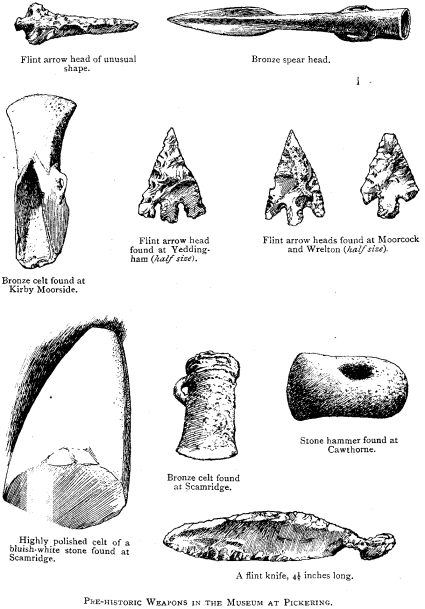 Flint arrow head of unusual
shape.
Bronze spear head.
Bronze celt found at
Kirby Moorside.
Flint arrow head
found at Yedding-
ham (half size).
Flint arrow heads found at Moorcock
and Wrelton (half size).
Highly polished celt of a
bluish-white stone found at
Scamridge.
Bronze celt found
at Scamridge.
Stone hammer found at
Cawthorne.
A flint knife, 4½ inches long.
Pre-historic Weapons in the Museum at Pickering.